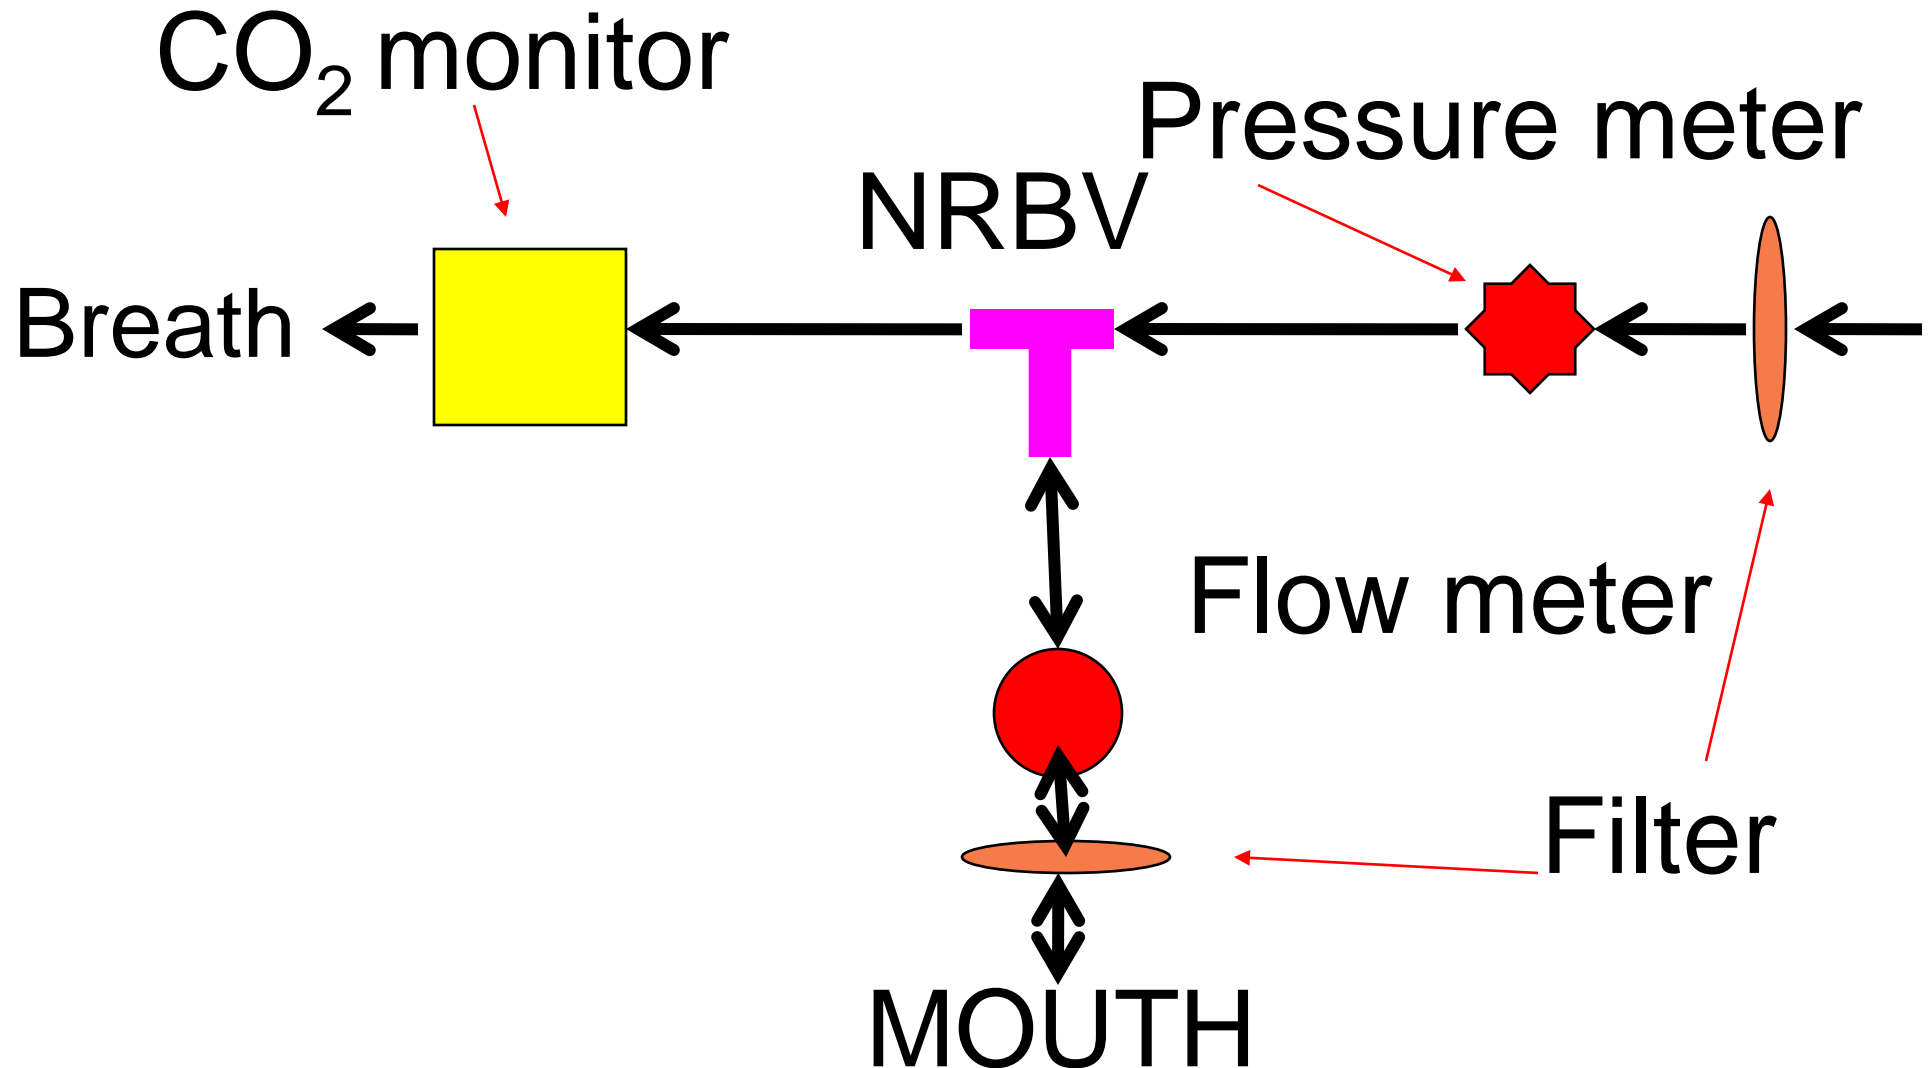 CO₂ monitor
Pressure meter
NRBV
Breath
Flow meter
Filter
MOUTH